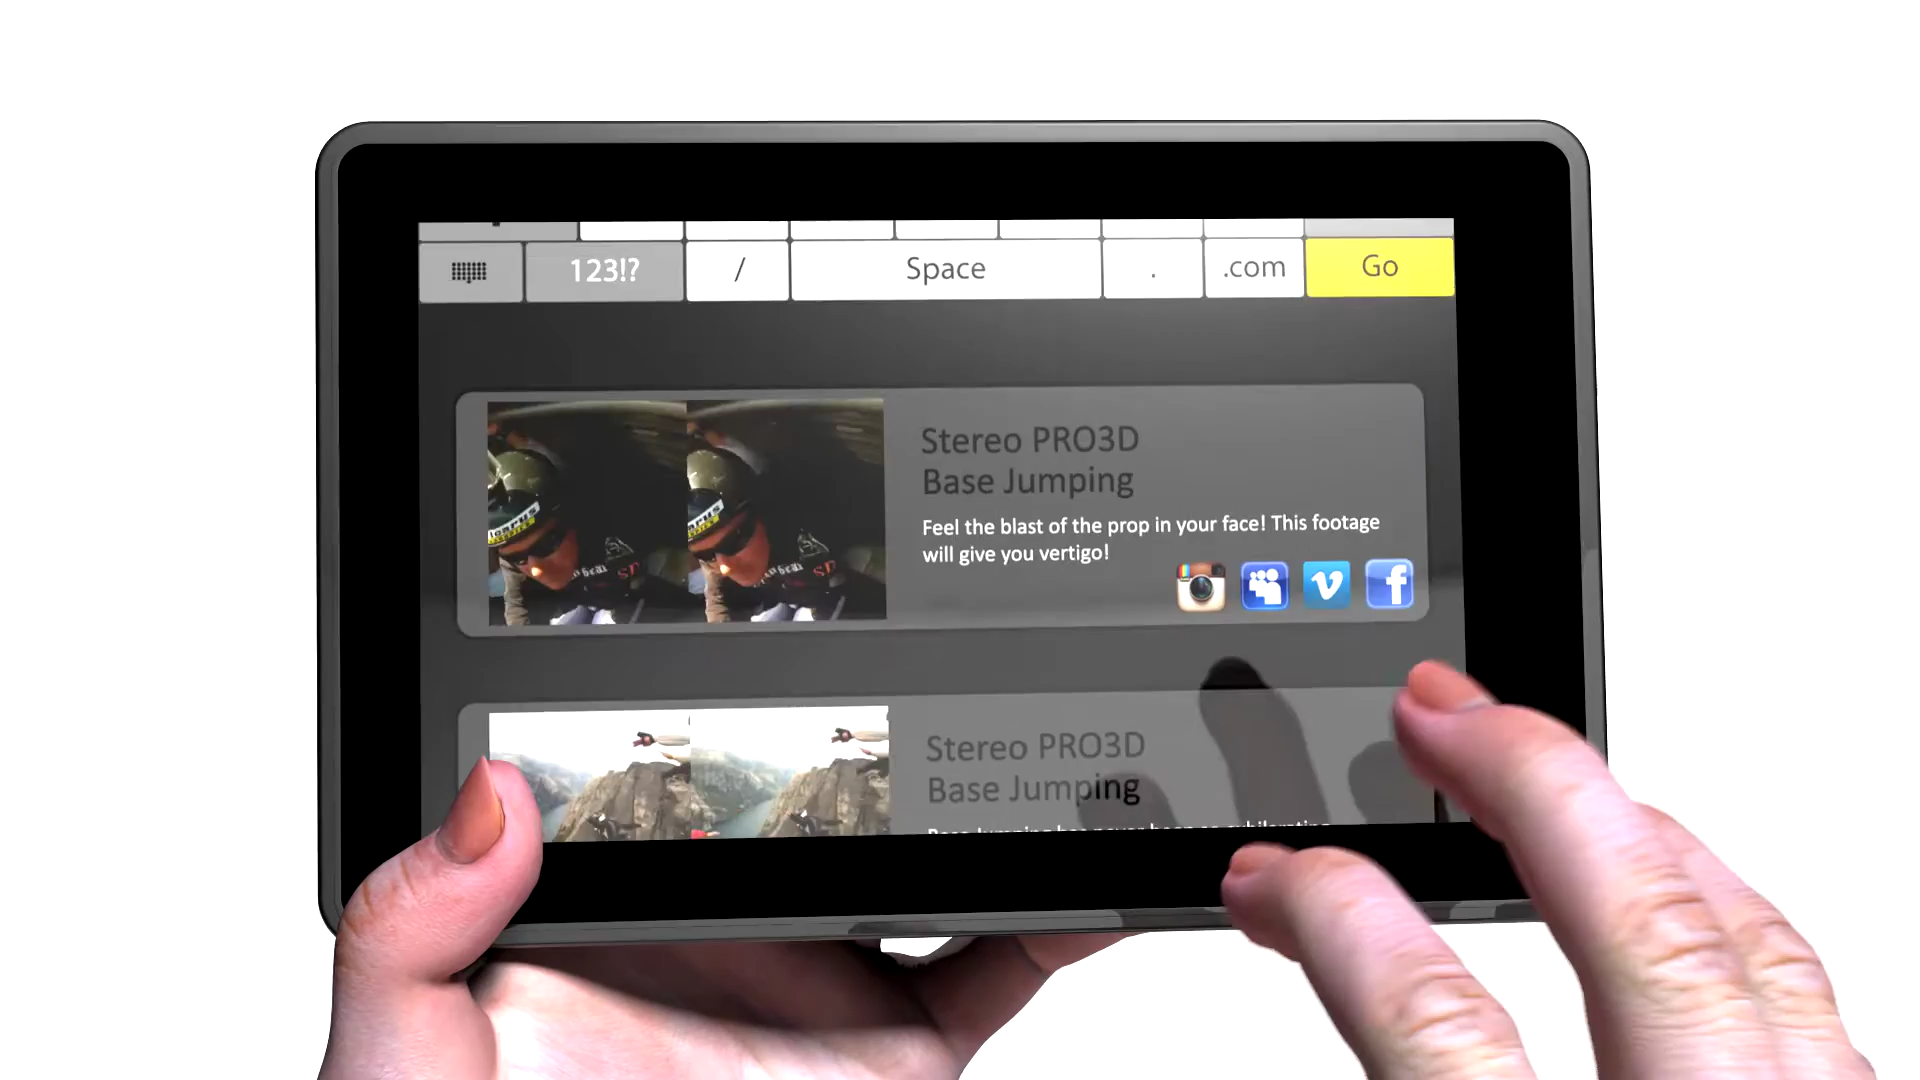 123!? / Space . .com Go
Stereo PRO3D
Base Jumping
Feel the blast of the prop in your face! This footage
will give you vertigo!
Stereo PRO3D
Base Jumping